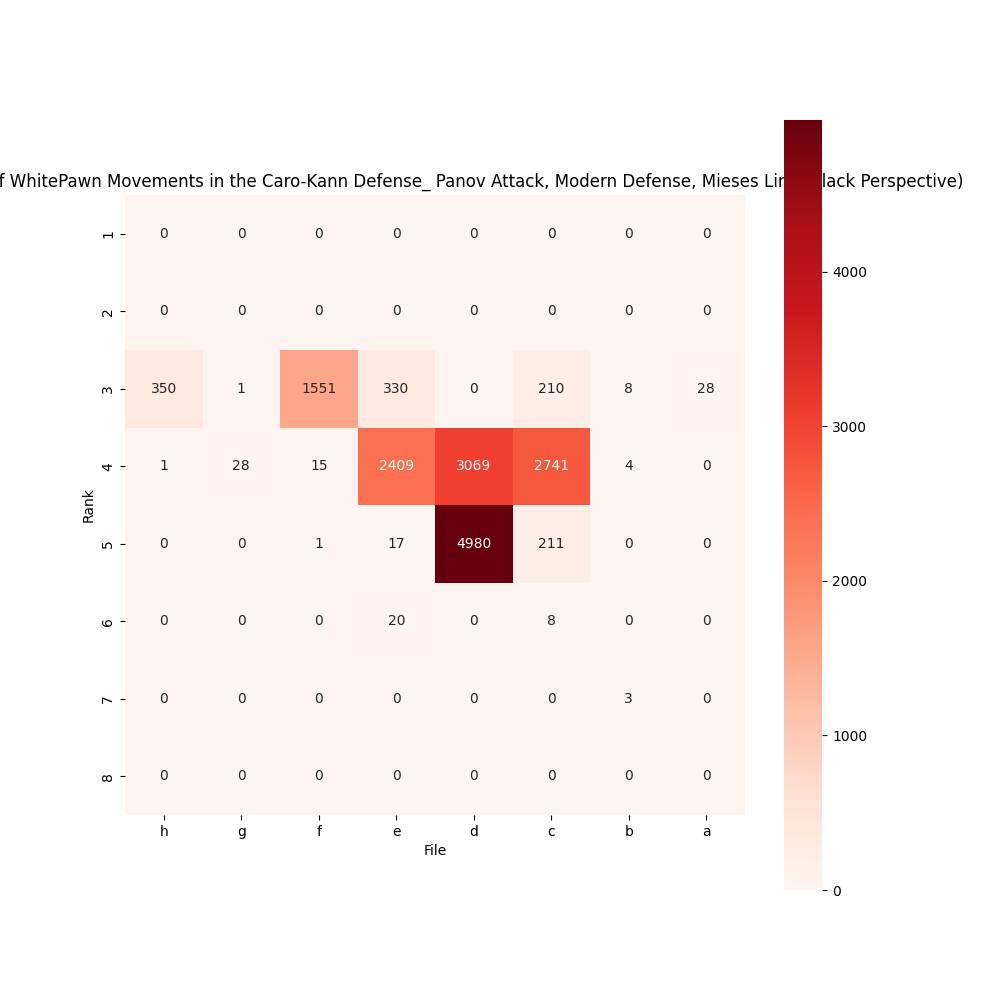 f WhitePawn Movements in the Caro-Kann Defense_ Panov Attack, Modern Defense, Mieses Lin lack Perspective)
1 0 0 0 0 0 0 0 0
2 0 0 0 0 0 0 0 0
3 350 1 1551 330 0 210 8 28
4 1 28 15 2409 3069 2741 4 0
5 0 0 1 17 4980 211 0 0
6 0 0 0 20 0 8 0 0
7 0 0 0 0 0 0 3 0
8 0 0 0 0 0 0 0 0
h g f e d c b a
File
Rank
4000
3000
2000
1000
0